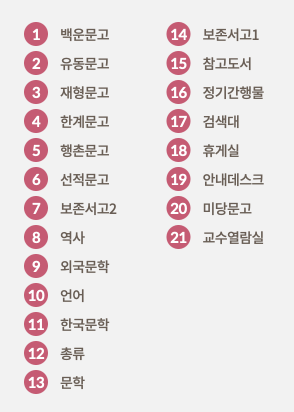 1 백운문고
2 유동문고
3 재형문고
4 한계문고
5 행촌문고
6 선적문고
7 보존서고2
8 역사
9 외국문학
10 언어
11 한국문학
12 총류
13 문학
14 보존서고1
15 참고도서
16 정기간행물
17 검색대
18 휴게실
19 안내데스크
20 미당문고
21 교수열람실